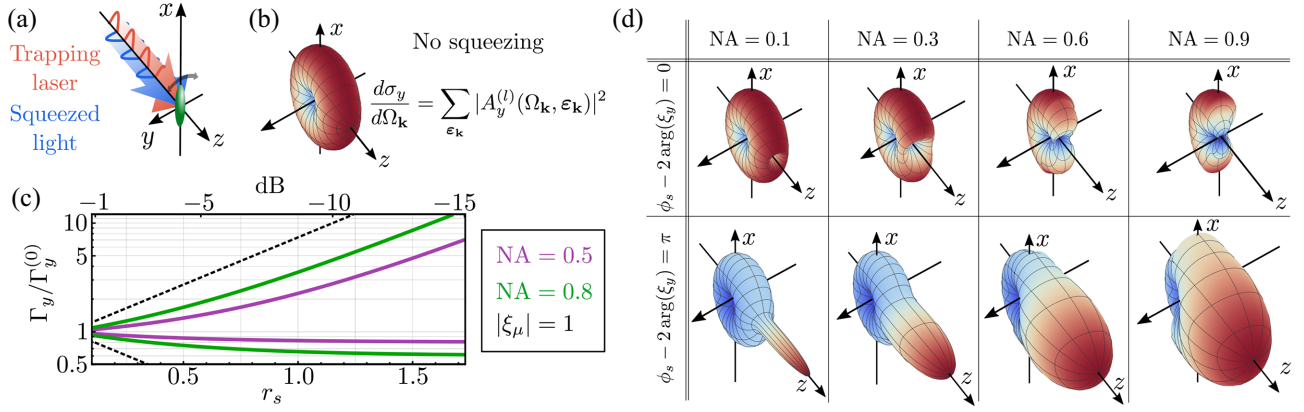 (a)
x
Trapping
laser
Squeezed
light
y
z
(b)
x
No squeezing
dσ_y/dΩ_k = ∑_{ε_k} |A_y^{(l)}(Ω_k, ε_k)|²
z
(c)
dB
−1 −5 −10 −15
Γ_y/Γ_y^{(0)}
10
5
1
0.5
0.5 1.0 1.5
r_s
NA = 0.5
NA = 0.8
|ξ_μ| = 1
(d)
NA = 0.1 NA = 0.3 NA = 0.6 NA = 0.9
ϕ_s − 2 arg(ξ_y) = 0
x x x x
z z z z
ϕ_s − 2 arg(ξ_y) = π
x x x x
z z z z